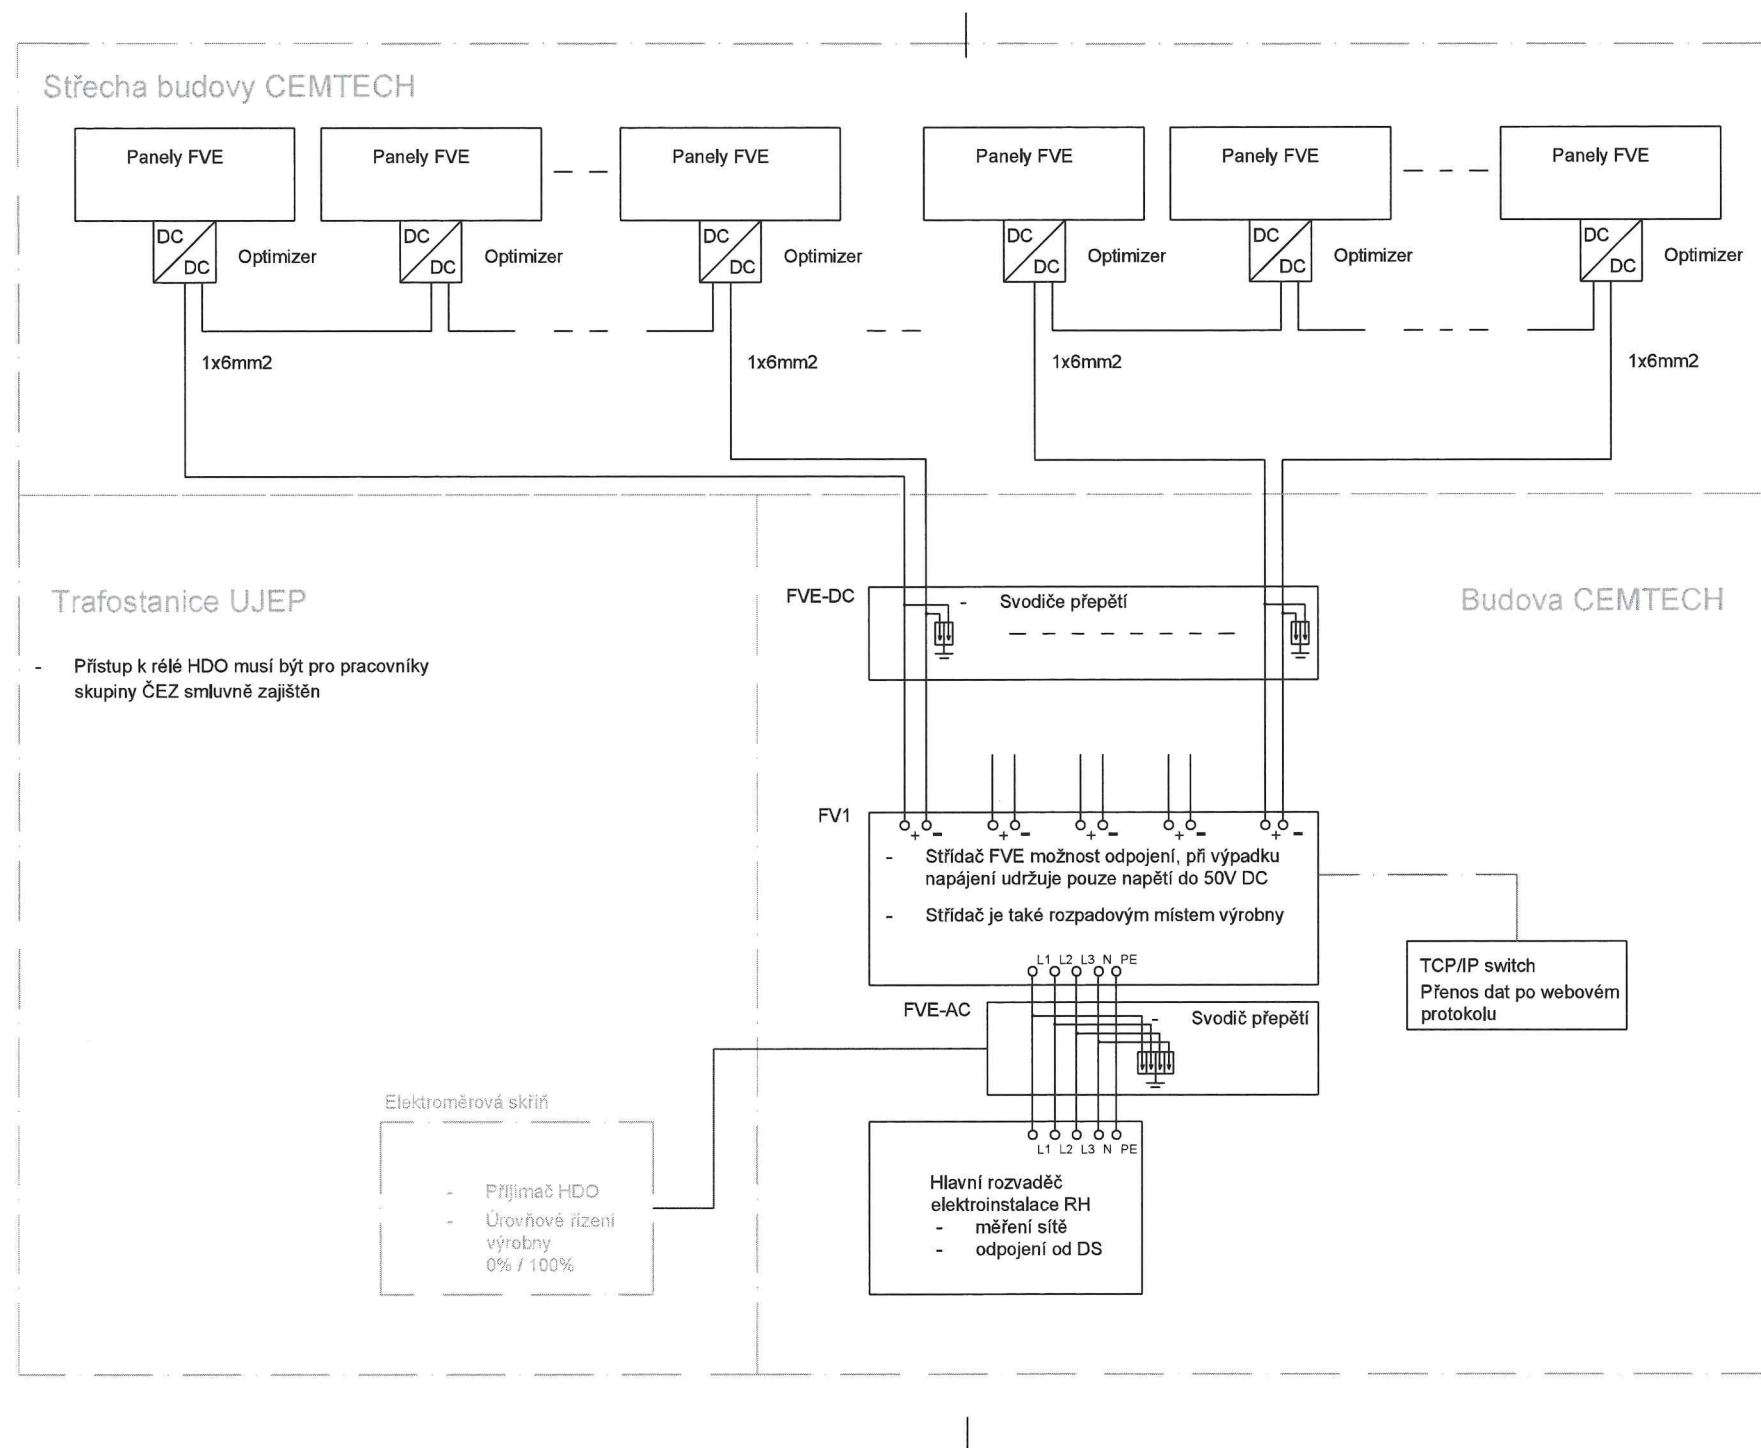 Střecha budovy CEMTECH
Panely FVE
Panely FVE
Panely FVE
Panely FVE
Panely FVE
Panely FVE
DC
DC
Optimizer
DC
DC
Optimizer
DC
DC
Optimizer
DC
DC
Optimizer
DC
DC
Optimizer
DC
DC
Optimizer
1x6mm2
1x6mm2
1x6mm2
1x6mm2
Trafostanice UJEP
- Přístup k rélé HDO musí být pro pracovníky
skupiny ČEZ smluvně zajištěn
Budova CEMTECH
FVE-DC
- Svodiče přepětí
FV1
+ -
+ -
+ -
+ -
+ -
- Střídač FVE možnost odpojení, při výpadku
napájení udržuje pouze napětí do 50V DC
- Střídač je také rozpadovým místem výrobny
L1 L2 L3 N PE
TCP/IP switch
Přenos dat po webovém
protokolu
FVE-AC
- Svodič přepětí
Elektroměrová skříň
- Příjimač HDO
- Úrovňové řízení
výrobny
0% / 100%
L1 L2 L3 N PE
Hlavní rozvaděč
elektroinstalace RH
- měření sítě
- odpojení od DS